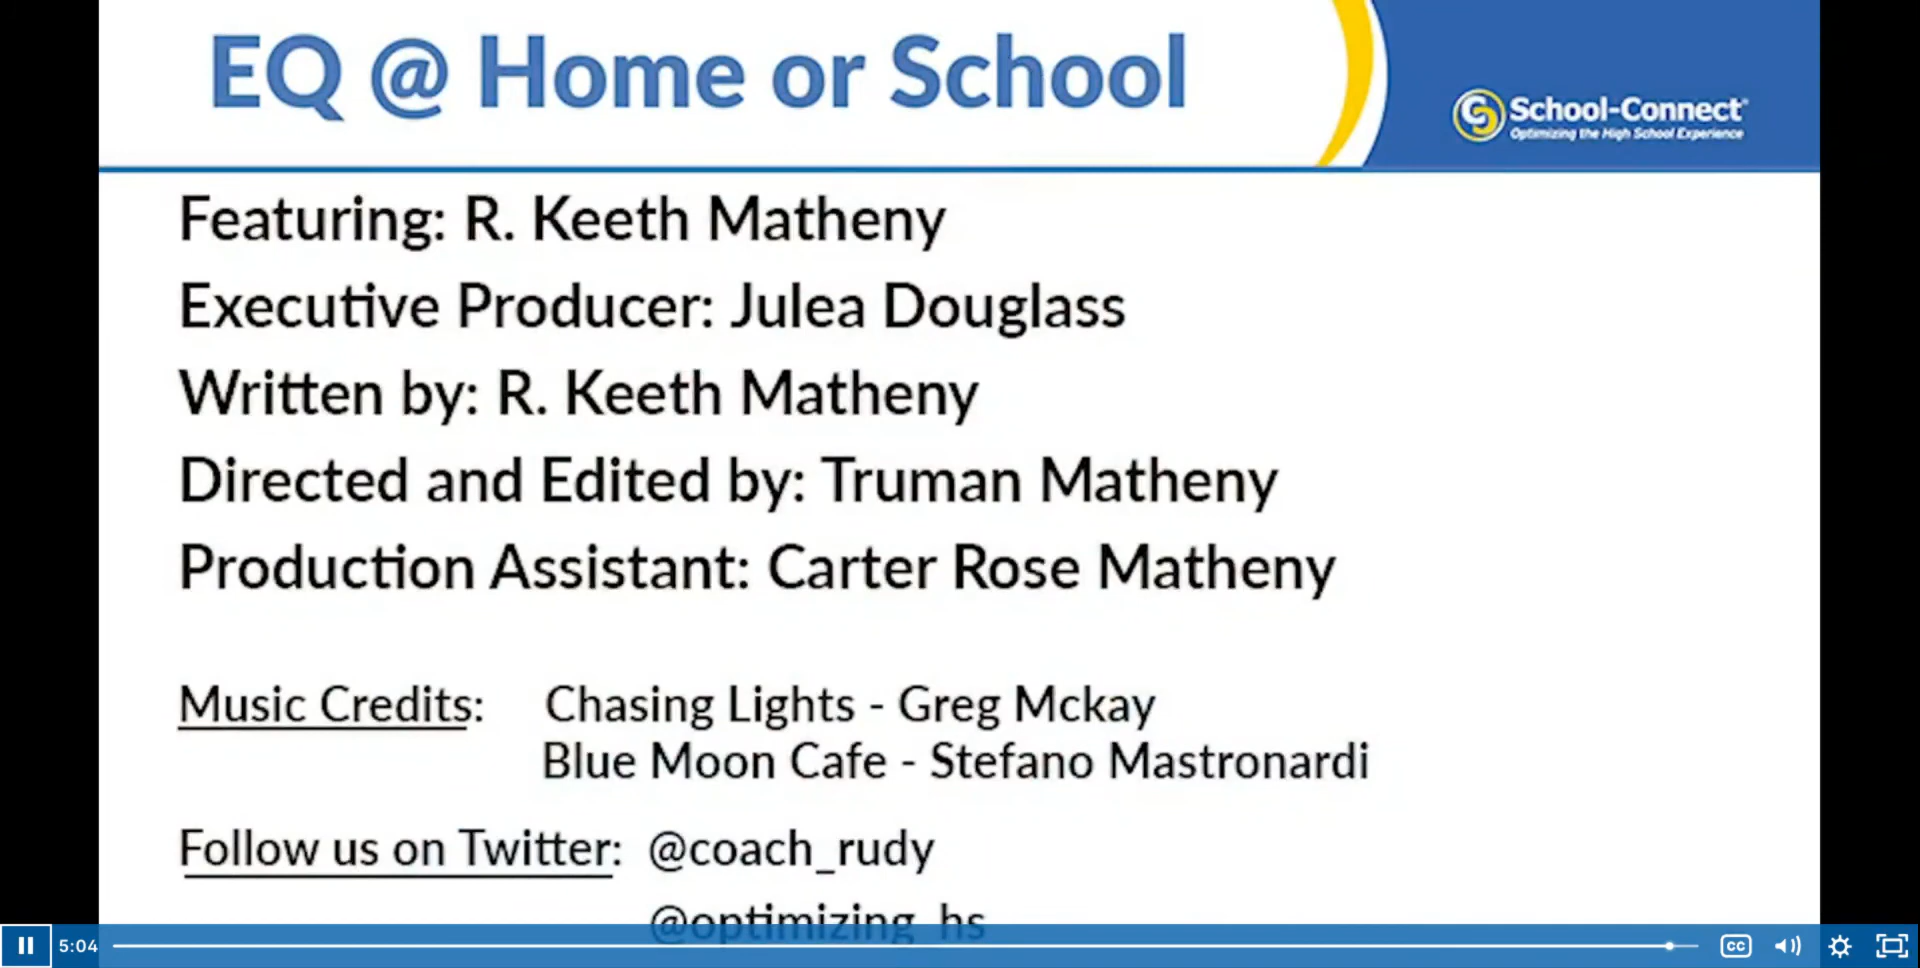 EQ @ Home or School
School-Connect®
Optimizing the High School Experience
Featuring: R. Keeth Matheny
Executive Producer: Julea Douglass
Written by: R. Keeth Matheny
Directed and Edited by: Truman Matheny
Production Assistant: Carter Rose Matheny
Music Credits: Chasing Lights - Greg Mckay
Blue Moon Cafe - Stefano Mastronardi
Follow us on Twitter: @coach_rudy
@optimizing_hs
5:04
CC